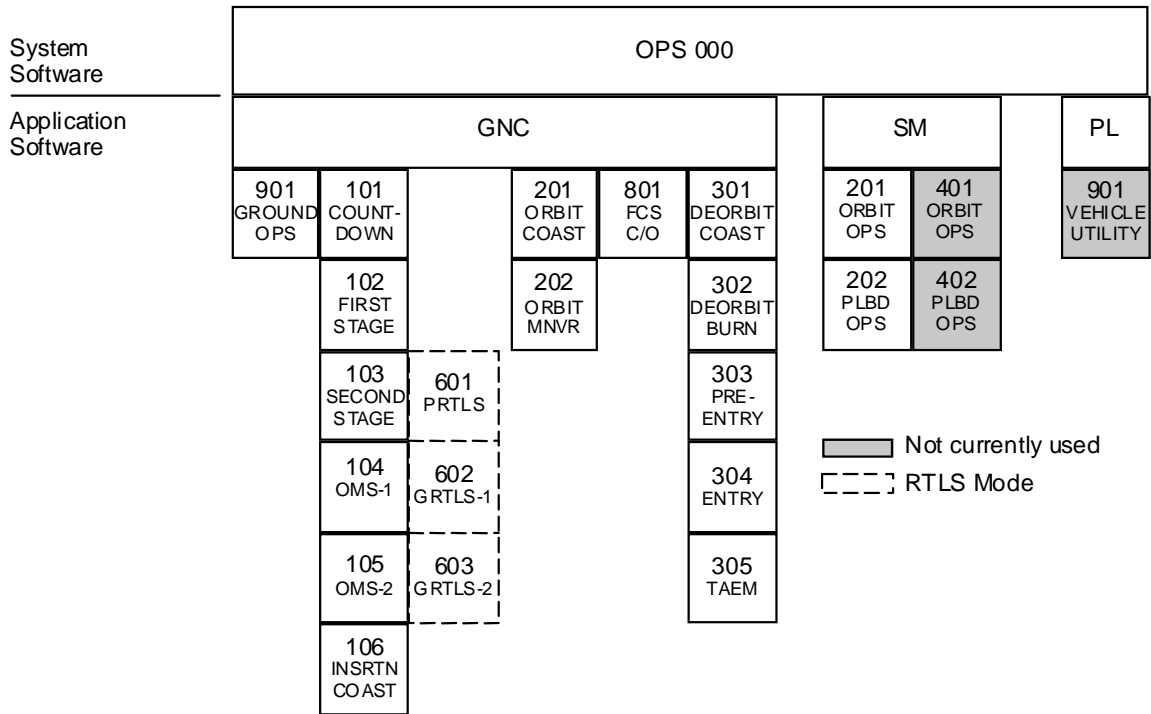 System
Software
OPS 000
Application
Software
GNC
SM
PL
901
GROUND
OPS
101
COUNT-
DOWN
201
ORBIT
COAST
801
FCS
C/O
301
DEORBIT
COAST
201
ORBIT
OPS
401
ORBIT
OPS
901
VEHICLE
UTILITY
102
FIRST
STAGE
202
ORBIT
MNVR
302
DEORBIT
BURN
202
PLBD
OPS
402
PLBD
OPS
103
SECOND
STAGE
601
PRTLS
303
PRE-
ENTRY
104
OMS-1
602
GRTLS-1
304
ENTRY
105
OMS-2
603
GRTLS-2
305
TAEM
106
INSRTN
COAST
Not currently used
RTLS Mode